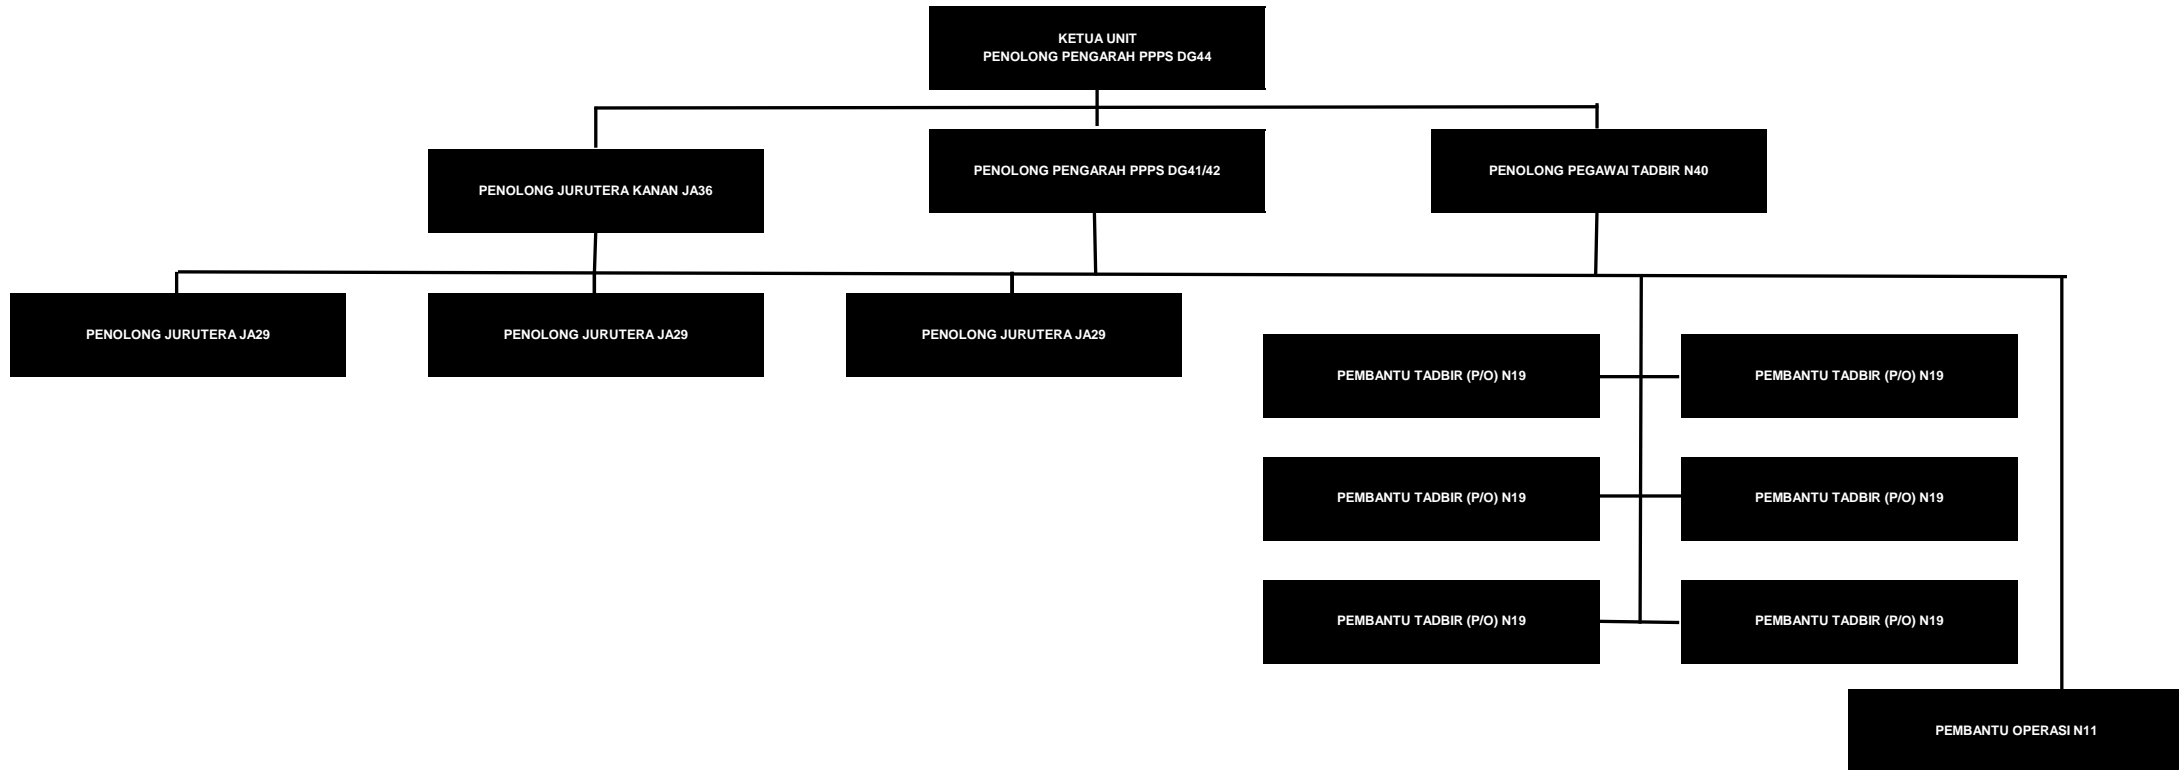 KETUA UNIT
PENOLONG PENGARAH PPPS DG44
PENOLONG JURUTERA KANAN JA36
PENOLONG PENGARAH PPPS DG41/42
PENOLONG PEGAWAI TADBIR N40
PENOLONG JURUTERA JA29
PENOLONG JURUTERA JA29
PENOLONG JURUTERA JA29
PEMBANTU TADBIR (P/O) N19
PEMBANTU TADBIR (P/O) N19
PEMBANTU TADBIR (P/O) N19
PEMBANTU TADBIR (P/O) N19
PEMBANTU TADBIR (P/O) N19
PEMBANTU TADBIR (P/O) N19
PEMBANTU OPERASI N11